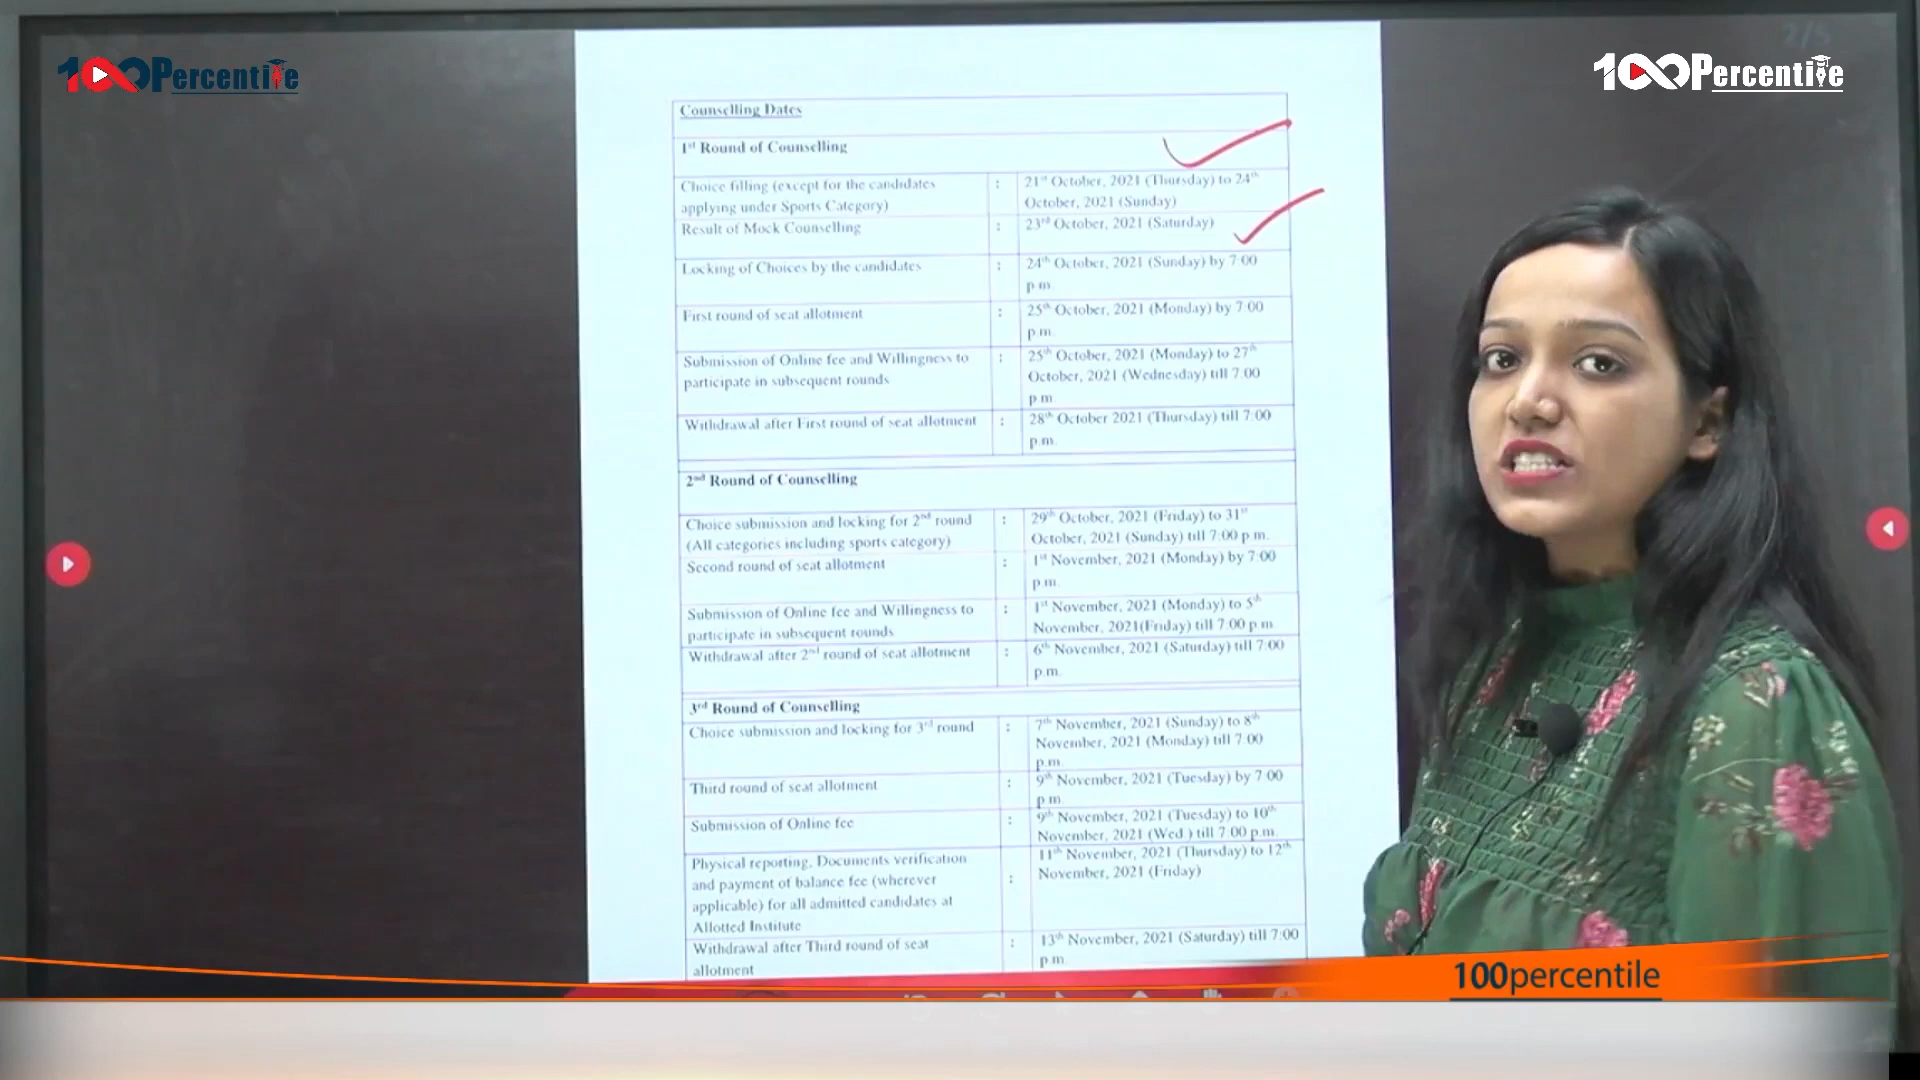 100Percentile
100Percentile
2/5
Counselling Dates
1st Round of Counselling
Choice filling (except for the candidates
applying under Sports Category)
:
21st October, 2021 (Thursday) to 24th
October, 2021 (Sunday)
Result of Mock Counselling
:
23rd October, 2021 (Saturday)
Locking of Choices by the candidates
:
24th October, 2021 (Sunday) by 7:00
p.m.
First round of seat allotment
:
25th October, 2021 (Monday) by 7:00
p.m.
Submission of Online fee and Willingness to
participate in subsequent rounds
:
25th October, 2021 (Monday) to 27th
October, 2021 (Wednesday) till 7:00
p.m
Withdrawal after First round of seat allotment
:
28th October 2021 (Thursday) till 7:00
p.m.
2nd Round of Counselling
Choice submission and locking for 2nd round
(All categories including sports category)
:
29th October, 2021 (Friday) to 31st
October, 2021 (Sunday) till 7:00 p.m.
Second round of seat allotment
:
1st November, 2021 (Monday) by 7:00
p.m.
Submission of Online fee and Willingness to
participate in subsequent rounds
:
1st November, 2021 (Monday) to 5th
November, 2021(Friday) till 7:00 p.m
Withdrawal after 2nd round of seat allotment
:
6th November, 2021 (Saturday) till 7:00
p.m.
3rd Round of Counselling
Choice submission and locking for 3rd round
:
7th November, 2021 (Sunday) to 8th
November, 2021 (Monday) till 7:00
p.m.
Third round of seat allotment
:
9th November, 2021 (Tuesday) by 7:00
p.m.
Submission of Online fee
:
9th November, 2021 (Tuesday) to 10th
November, 2021 (Wed.) till 7:00 p.m.
Physical reporting, Documents verification
and payment of balance fee (wherever
applicable) for all admitted candidates at
Allotted Institute
:
11th November, 2021 (Thursday) to 12th
November, 2021 (Friday)
Withdrawal after Third round of seat
allotment
:
13th November, 2021 (Saturday) till 7:00
p.m.
100percentile